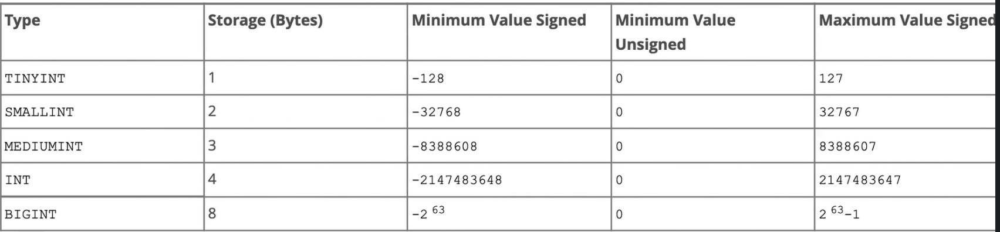 Type Storage (Bytes) Minimum Value Signed Minimum Value Unsigned Maximum Value Signed
TINYINT 1 -128 0 127
SMALLINT 2 -32768 0 32767
MEDIUMINT 3 -8388608 0 8388607
INT 4 -2147483648 0 2147483647
BIGINT 8 -2 63 0 2 63-1